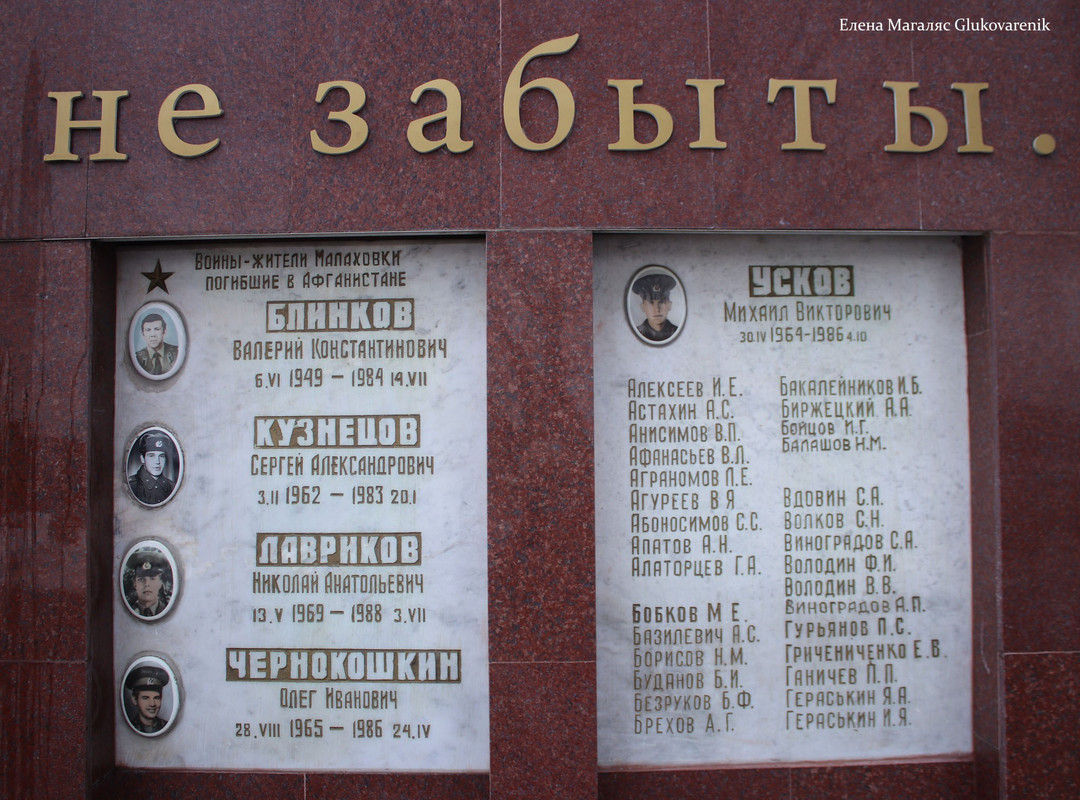 Елена Магаляс Glukovarenik
не забыты.
Воины-жители Малаховки
погибшие в Афганистане
БЛИНКОВ
Валерий Константинович
6.VI 1949 — 1984 14.VII
КУЗНЕЦОВ
Сергей Александрович
3.II 1962 — 1983 20.I
ЛАВРИКОВ
Николай Анатольевич
13.V 1969 — 1988 3.VII
ЧЕРНОКОШКИН
Олег Иванович
28.VIII 1965 — 1986 24.IV
УСКОВ
Михаил Викторович
30.IV 1964-1986 4.10
Алексеев И.Е.
Астахин А.С.
Анисимов В.П.
Афанасьев В.Л.
Аграномов Л.Е.
Агуреев В Я
Абоносимов С.С.
Апатов А.Н.
Алаторцев Г.А.
Бобков М Е.
Базилевич А.С.
Борисов Н.М.
Буданов Б.И.
Безруков Б.Ф.
Брехов А.Г.
Бакалейников И.Б.
Биржецкий А.А.
Бойцов И.Г.
Балашов Н.М.
Вдовин С.А.
Волков С.Н.
Виноградов С.А.
Володин Ф.И.
Володин В.В.
Виноградов А.П.
Гурьянов П.С.
Гричениченко Е.В.
Ганичев П.П.
Гераськин Я.А.
Гераськин И.Я.